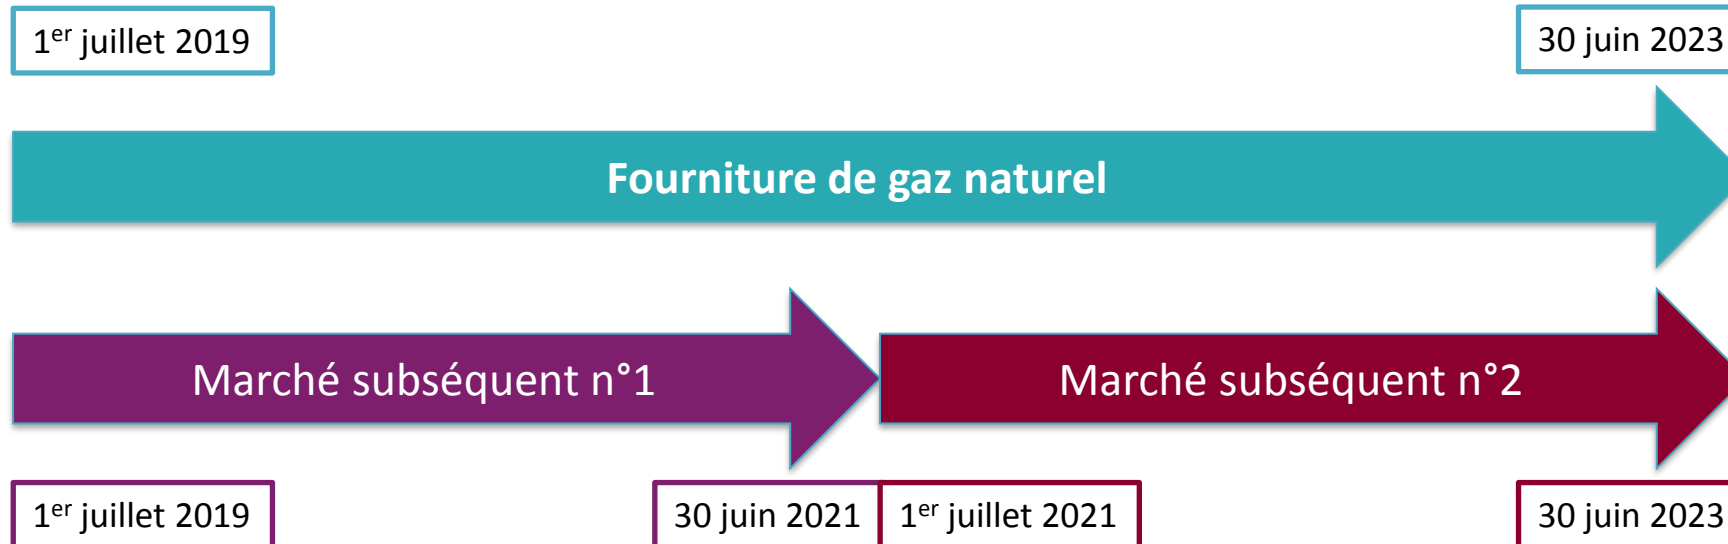 1er juillet 2019
30 juin 2023
Fourniture de gaz naturel
Marché subséquent n°1
Marché subséquent n°2
1er juillet 2019
30 juin 2021
1er juillet 2021
30 juin 2023